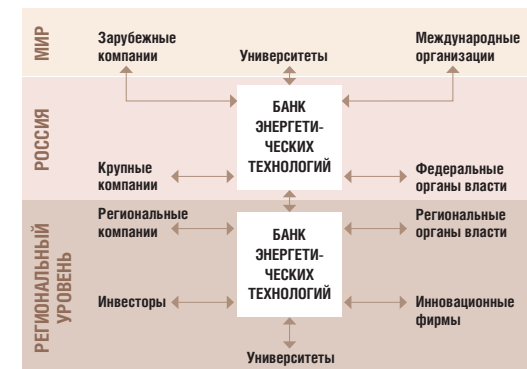 МИР
Зарубежные
компании
Университеты
Международные
организации
РОССИЯ
БАНК
ЭНЕРГЕТИ-
ЧЕСКИХ
ТЕХНОЛОГИЙ
Крупные
компании
Федеральные
органы власти
РЕГИОНАЛЬНЫЙ
УРОВЕНЬ
Региональные
компании
БАНК
ЭНЕРГЕТИ-
ЧЕСКИХ
ТЕХНОЛОГИЙ
Региональные
органы власти
Инвесторы
Инновационные
фирмы
Университеты